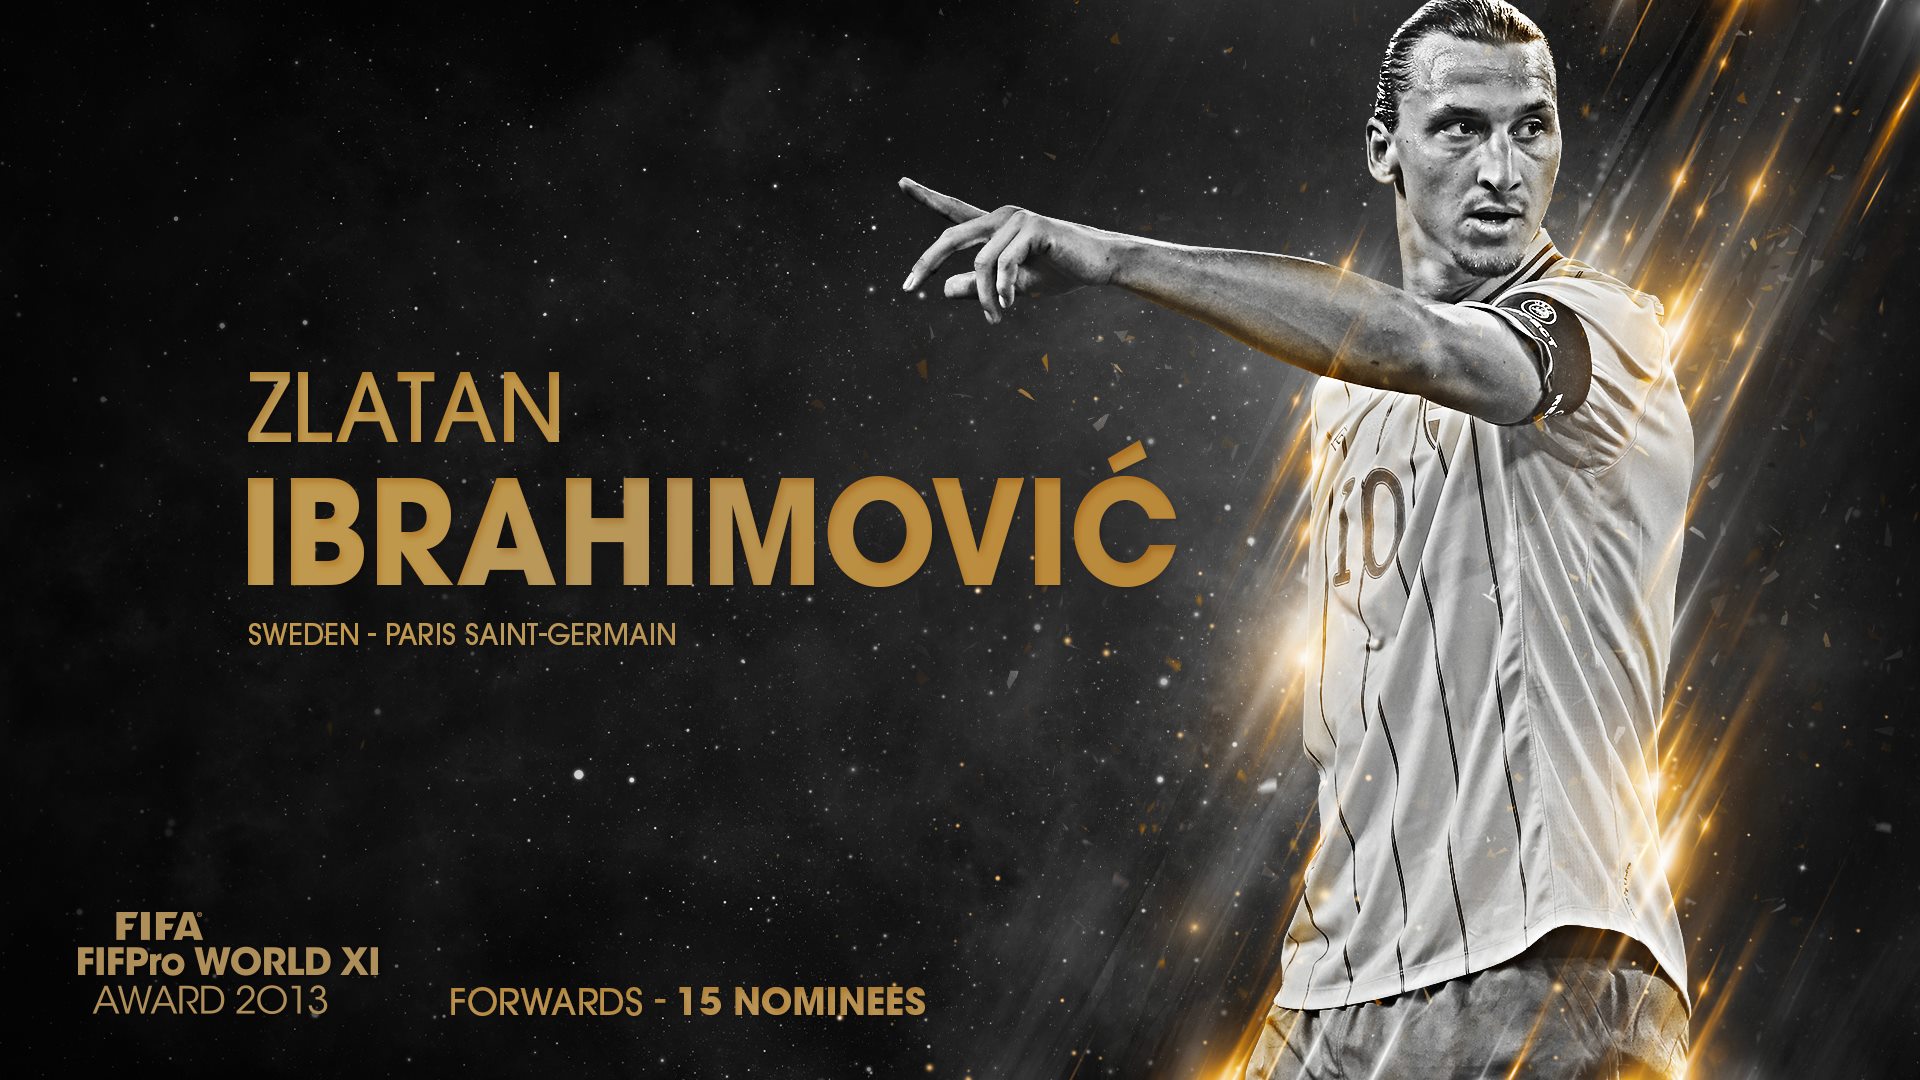 ZLATAN
IBRAHIMOVIĆ
SWEDEN - PARIS SAINT-GERMAIN
10
FIFA®
FIFPro WORLD XI
AWARD 2013
FORWARDS - 15 NOMINEES